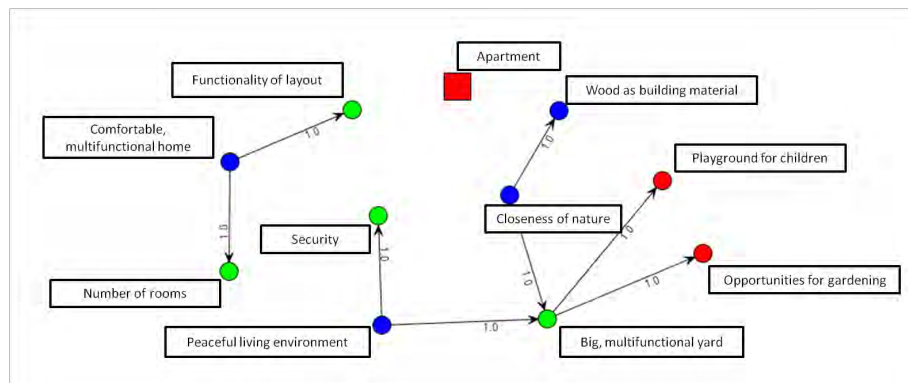 Apartment
Functionality of layout
Wood as building material
Comfortable,
multifunctional home
1.0
1.0
Playground for children
Closeness of nature
1.0
Security
1.0
1.0
1.0
Opportunities for gardening
1.0
Number of rooms
1.0
Peaceful living environment
1.0
Big, multifunctional yard